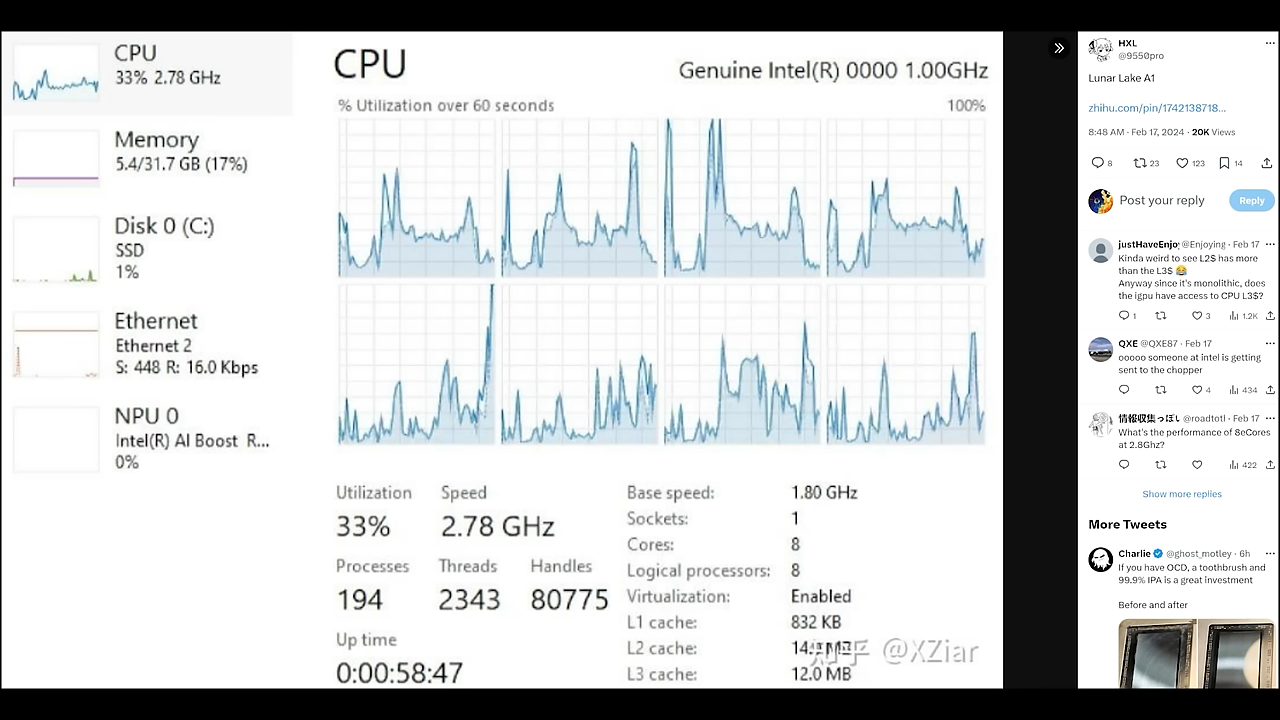 CPU
33% 2.78 GHz
Memory
5.4/31.7 GB (17%)
Disk 0 (C:)
SSD
1%
Ethernet
Ethernet 2
S: 448 R: 16.0 Kbps
NPU 0
Intel(R) AI Boost R...
0%
CPU
Genuine Intel(R) 0000 1.00GHz
% Utilization over 60 seconds
100%
Utilization
Speed
33%
2.78 GHz
Processes
Threads
Handles
194
2343
80775
Up time
0:00:58:47
Base speed: 1.80 GHz
Sockets: 1
Cores: 8
Logical processors: 8
Virtualization: Enabled
L1 cache: 832 KB
L2 cache: MB
L3 cache: 12.0 MB
知乎 @XZiar
HXL
@9550pro
Lunar Lake A1
zhihu.com/pin/1742138718...
8:48 AM · Feb 17, 2024 · 20K Views
8 23 123 14
Post your reply
Reply
justHaveEnjoy @Enjoying · Feb 17
Kinda weird to see L2$ has more
than the L3$ 😂
Anyway since it's monolithic, does
the igpu have access to CPU L3$?
1 3 1.2K
QXE @QXE87 · Feb 17
ooooo someone at intel is getting
sent to the chopper
4 434
情報収集っぽい @roadtotl · Feb 17
What's the performance of 8eCores
at 2.8Ghz?
422
Show more replies
More Tweets
Charlie @ghost_motley · 6h
If you have OCD, a toothbrush and
99.9% IPA is a great investment
Before and after